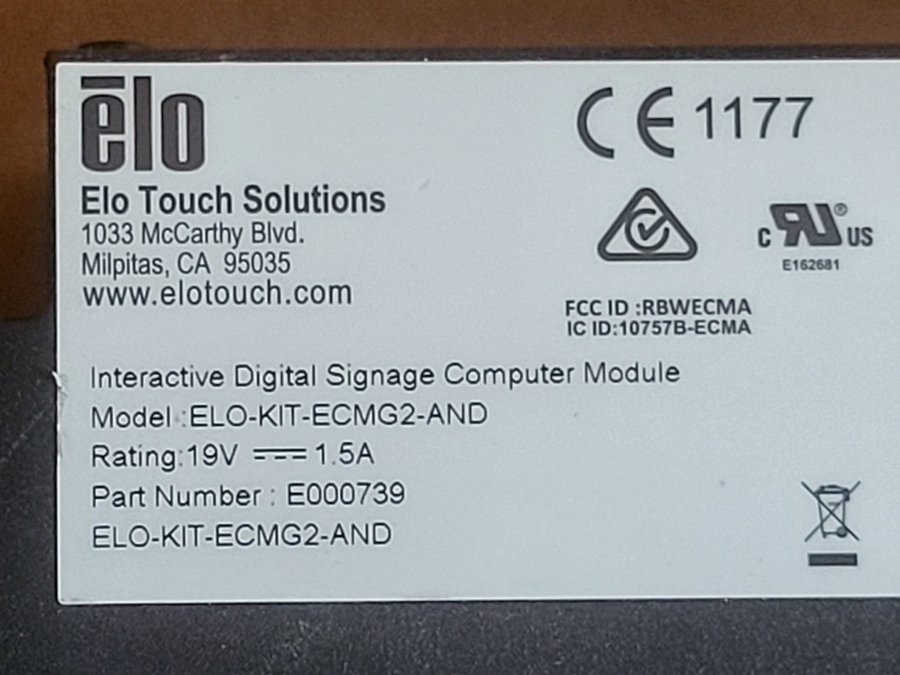 ēlo
Elo Touch Solutions
1033 McCarthy Blvd.
Milpitas, CA 95035
www.elotouch.com
CE 1177
c RU® US
E162681
FCC ID :RBWECMA
IC ID:10757B-ECMA
Interactive Digital Signage Computer Module
Model :ELO-KIT-ECMG2-AND
Rating:19V ⎓ 1.5A
Part Number : E000739
ELO-KIT-ECMG2-AND